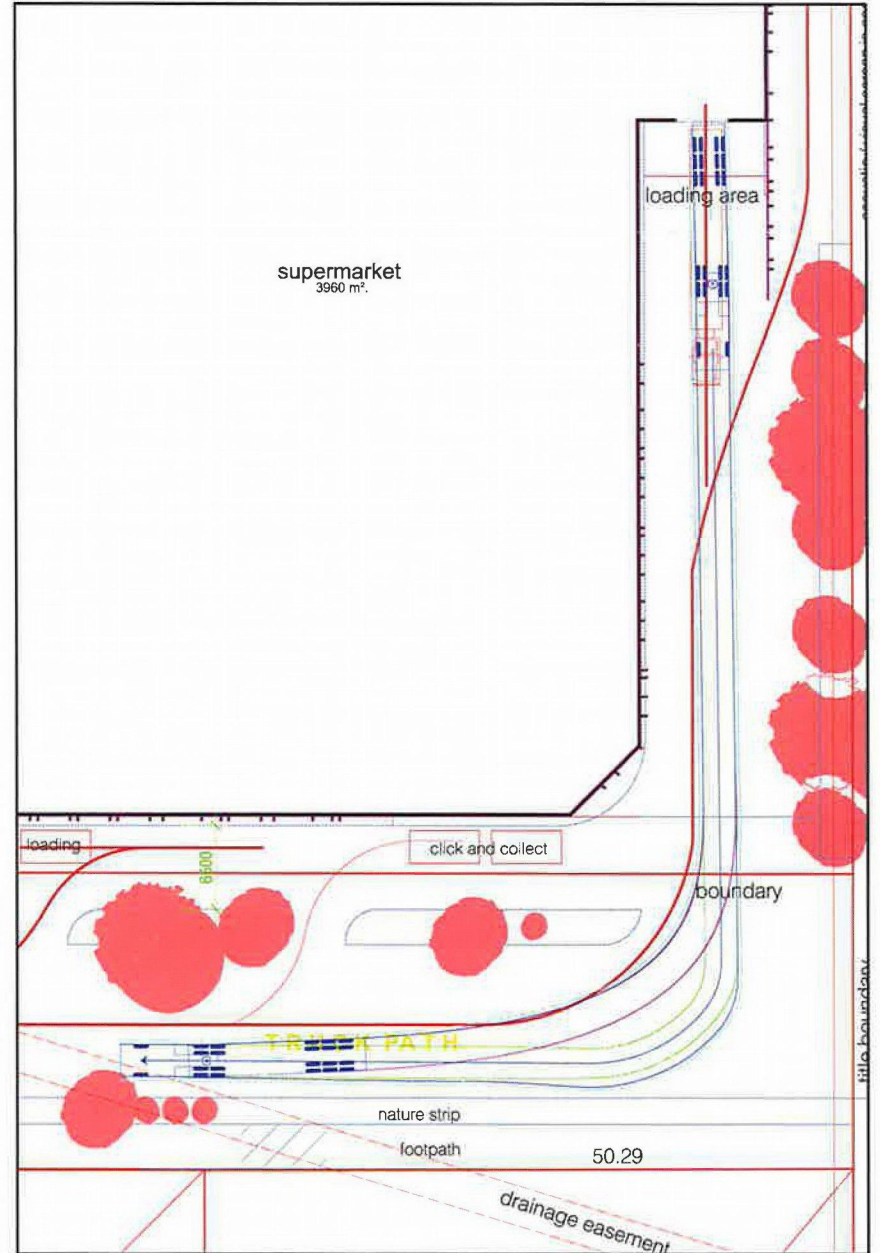 loading area
supermarket
3960 m².
loading
click and collect
6600
boundary
TRUCK PATH
title boundary
nature strip
footpath
50.29
drainage easement